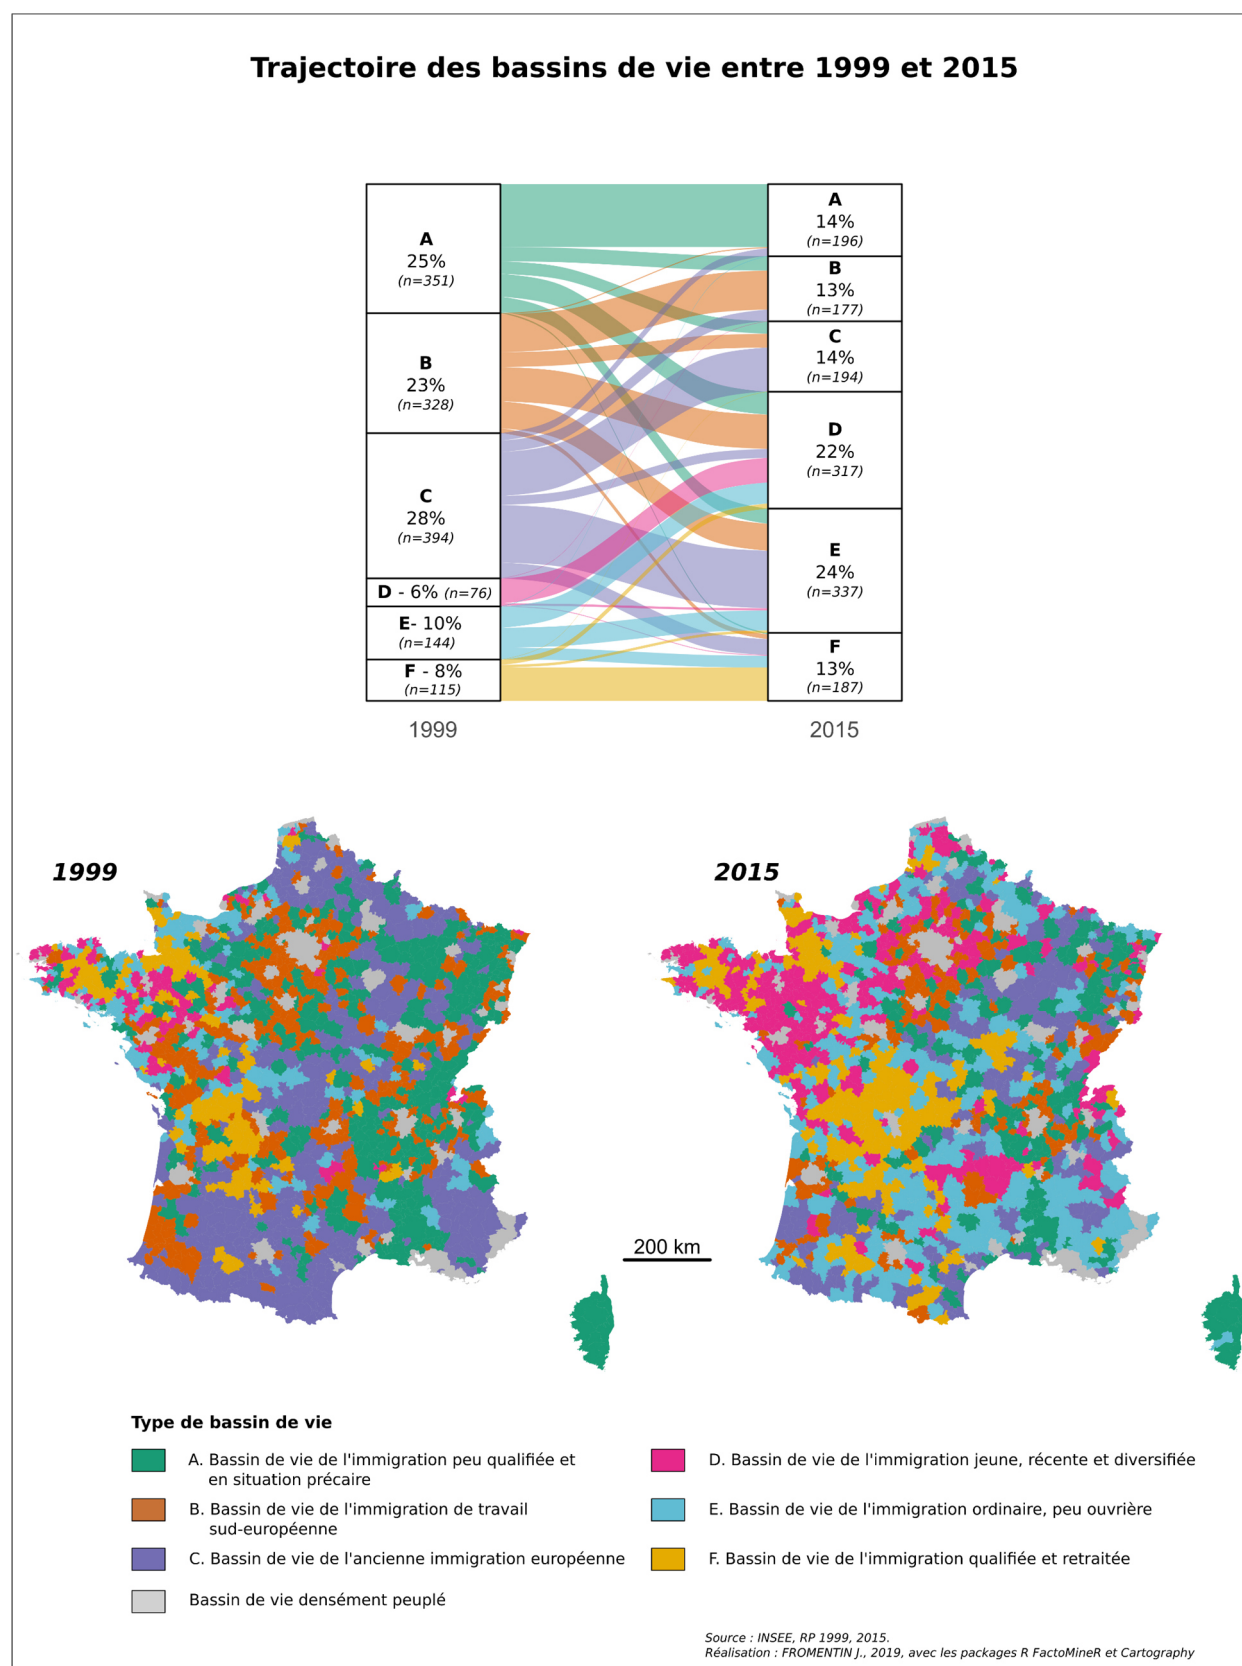 Trajectoire des bassins de vie entre 1999 et 2015
A
25%
(n=351)
B
23%
(n=328)
C
28%
(n=394)
D - 6% (n=76)
E- 10%
(n=144)
F - 8%
(n=115)
1999
A
14%
(n=196)
B
13%
(n=177)
C
14%
(n=194)
D
22%
(n=317)
E
24%
(n=337)
F
13%
(n=187)
2015
1999
2015
200 km
Type de bassin de vie
A. Bassin de vie de l'immigration peu qualifiée et
en situation précaire
B. Bassin de vie de l'immigration de travail
sud-européenne
C. Bassin de vie de l'ancienne immigration européenne
Bassin de vie densément peuplé
D. Bassin de vie de l'immigration jeune, récente et diversifiée
E. Bassin de vie de l'immigration ordinaire, peu ouvrière
F. Bassin de vie de l'immigration qualifiée et retraitée
Source : INSEE, RP 1999, 2015.
Réalisation : FROMENTIN J., 2019, avec les packages R FactoMineR et Cartography